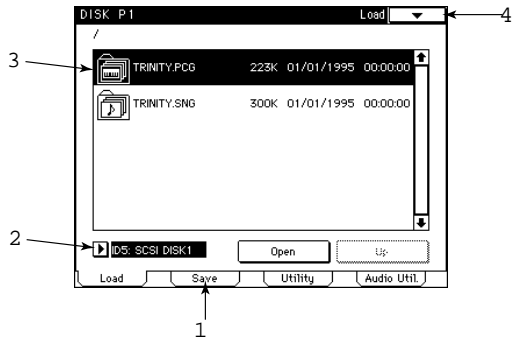 DISK P1 Load
4
/
3
TRINITY.PCG 223K 01/01/1995 00:00:00
TRINITY.SNG 300K 01/01/1995 00:00:00
2
ID5: SCSI DISK1 Open Up
Load Save Utility Audio Util.
1